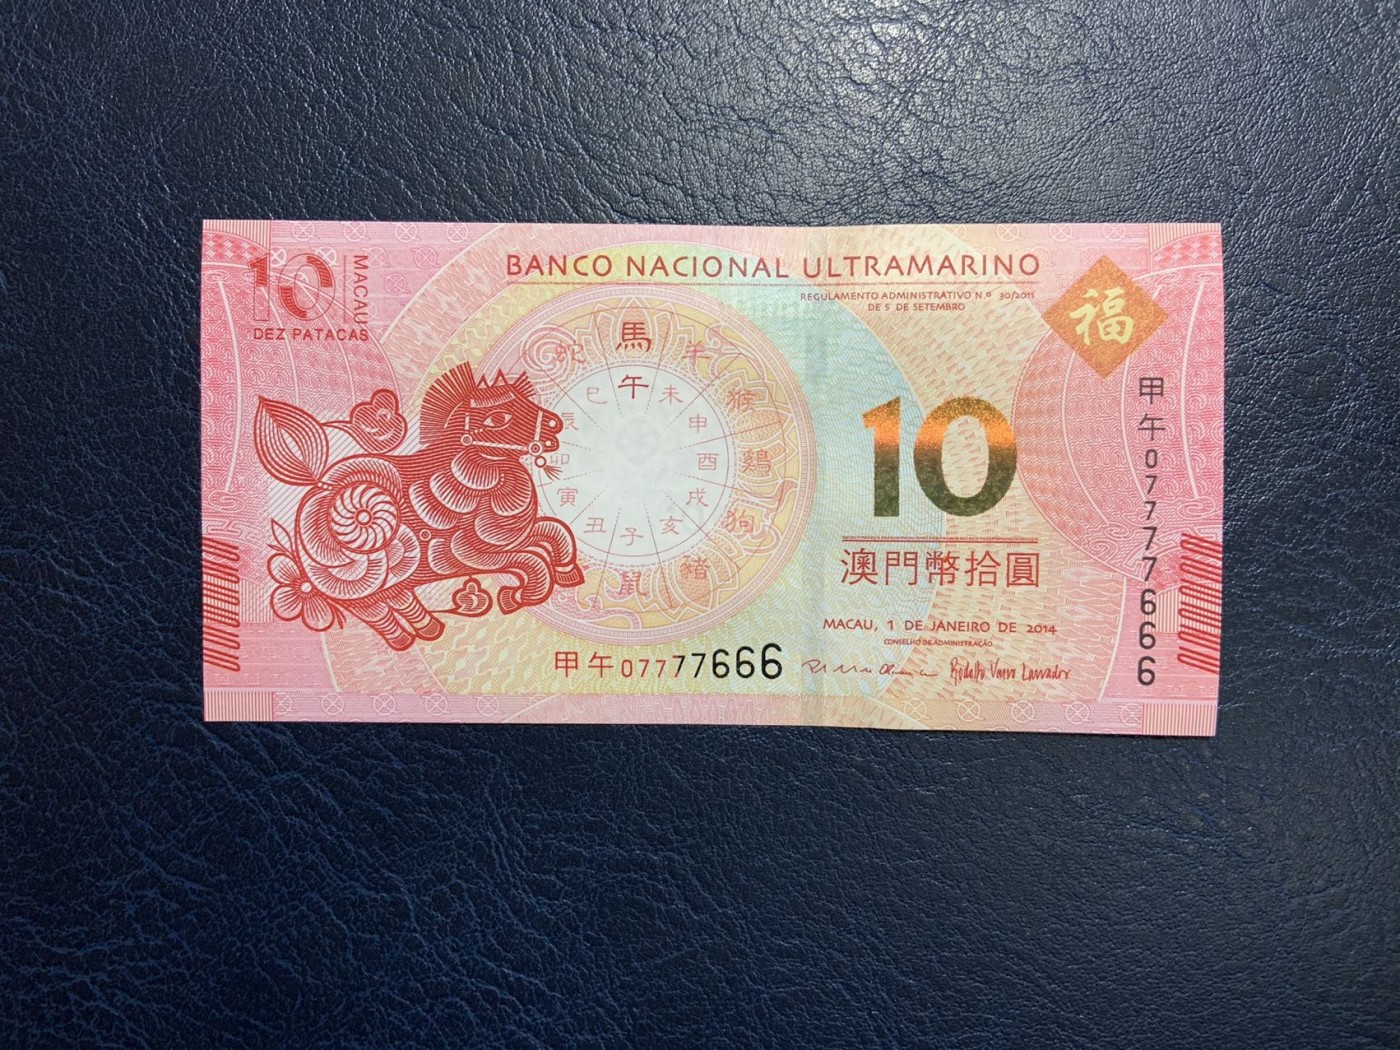 10
MACAU
DEZ PATACAS
BANCO NACIONAL ULTRAMARINO
REGULAMENTO ADMINISTRATIVO N.º 30/2011
DE 5 DE SETEMBRO
福
馬
羊
猴
鷄
狗
猪
鼠
蛇
午
未
申
酉
戌
亥
子
丑
寅
卯
辰
巳
10
澳門幣拾圓
MACAU, 1 DE JANEIRO DE 2014
CONSELHO DE ADMINISTRAÇÃO
甲午07777666
甲午07777666